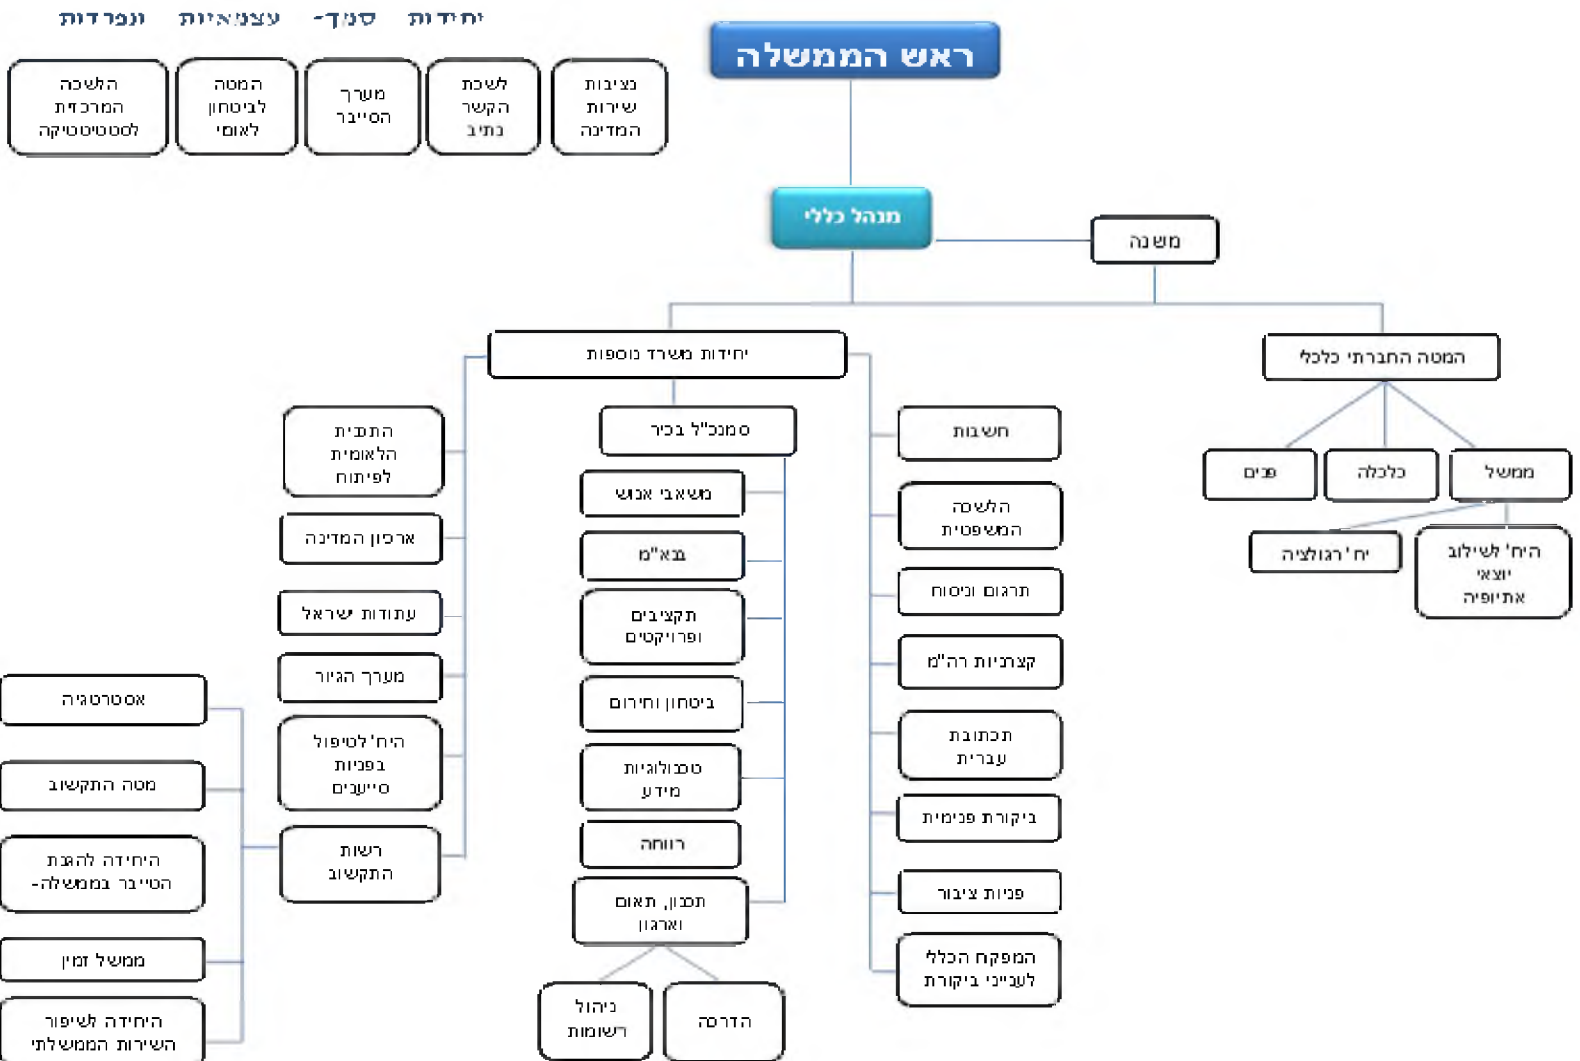 יחידות סמך- עצמאיות ונפרדות
ראש הממשלה
נציבות
שירות
המדינה
לשכת
הקשר
נתיב
מערך
הסייבר
המטה
לביטחון
לאומי
הלשכה
המרכזית
לסטטיסטיקה
מנהל כללי
משנה
המטה החברתי כלכלי
ממשל
כלכלה
פנים
היח' לשילוב
יוצאי
אתיופיה
יח' רגולציה
יחידות משרד נוספות
חשבות
הלשכה
המשפטית
תרגום וניסוח
קצרניות רה"מ
תכתובת
עברית
ביקורת פנימית
פניות ציבור
המפקח הכללי
לענייני ביקורת
סמנכ"ל בכיר
משאבי אנוש
בנא"מ
תקציבים
ופרויקטים
ביטחון וחירום
טכנולוגיות
מידע
רווחה
תכנון, תאום
וארגון
הדרכה
ניהול
רשומות
התכנית
הלאומית
לפיתוח
ארכיון המדינה
עתודות ישראל
מערך הגיור
היח' לטיפול
בפניות
סייענים
רשות
התקשוב
אסטרטגיה
מטה התקשוב
היחידה להגנת
הסייבר בממשלה-
ממשל זמין
היחידה לשיפור
השירות הממשלתי